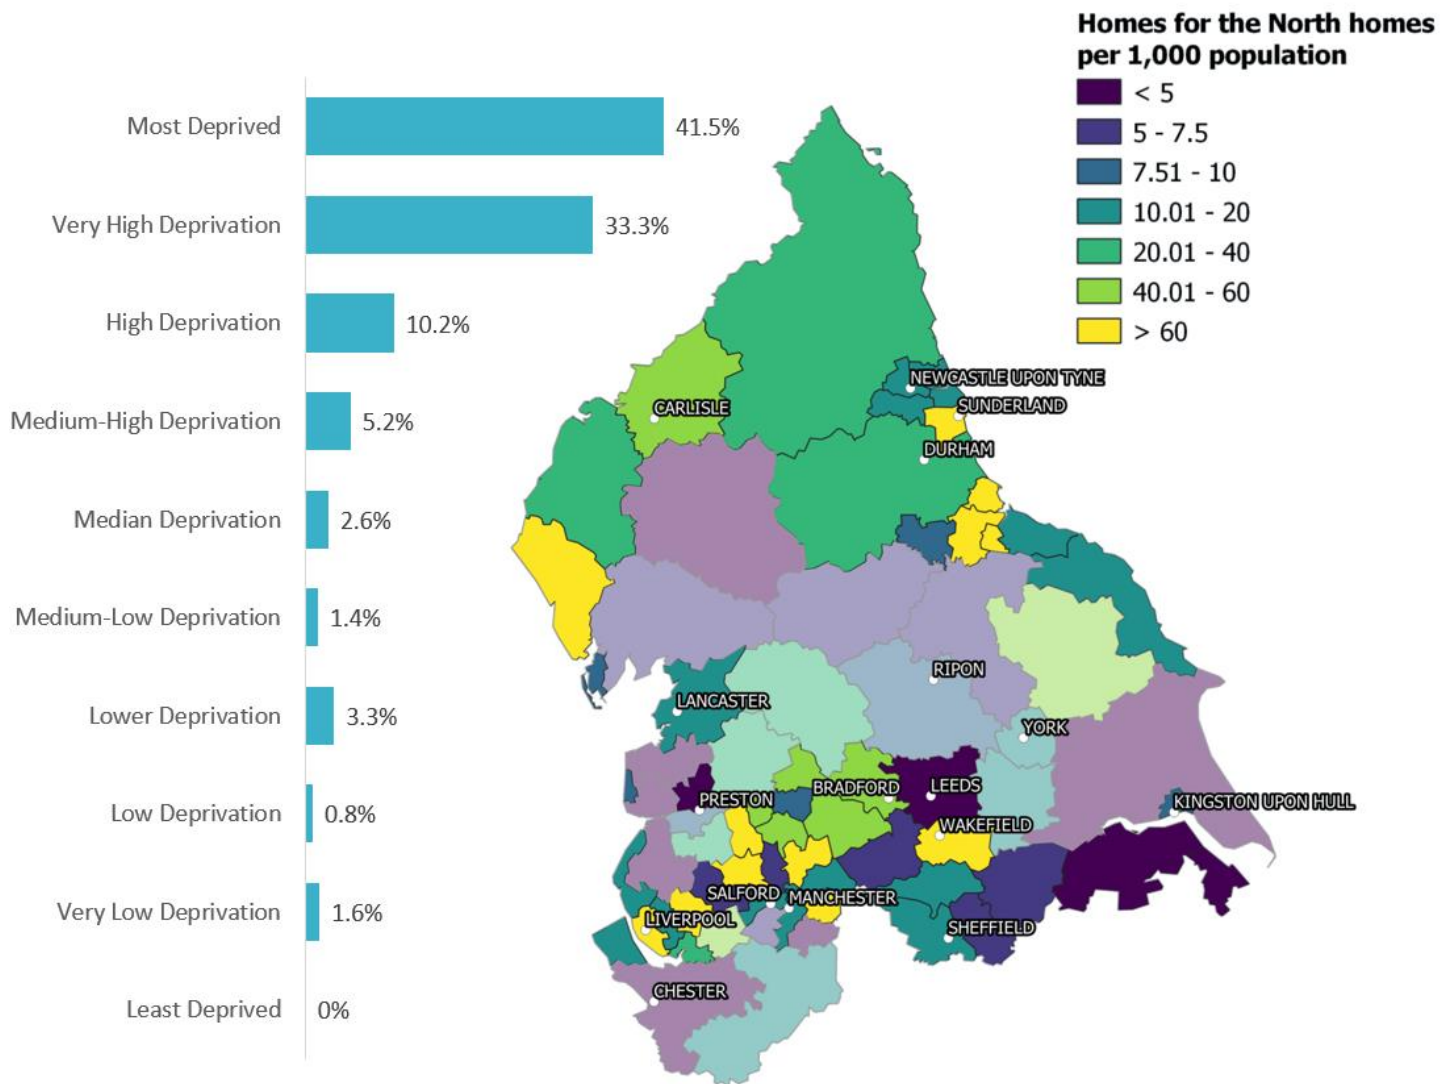 Homes for the North homes
per 1,000 population
< 5
5 - 7.5
7.51 - 10
10.01 - 20
20.01 - 40
40.01 - 60
> 60
Most Deprived 41.5%
Very High Deprivation 33.3%
High Deprivation 10.2%
Medium-High Deprivation 5.2%
Median Deprivation 2.6%
Medium-Low Deprivation 1.4%
Lower Deprivation 3.3%
Low Deprivation 0.8%
Very Low Deprivation 1.6%
Least Deprived 0%
NEWCASTLE UPON TYNE
CARLISLE
SUNDERLAND
DURHAM
RIPON
LANCASTER
YORK
BRADFORD
LEEDS
PRESTON
KINGSTON UPON HULL
WAKEFIELD
SALFORD
MANCHESTER
LIVERPOOL
SHEFFIELD
CHESTER